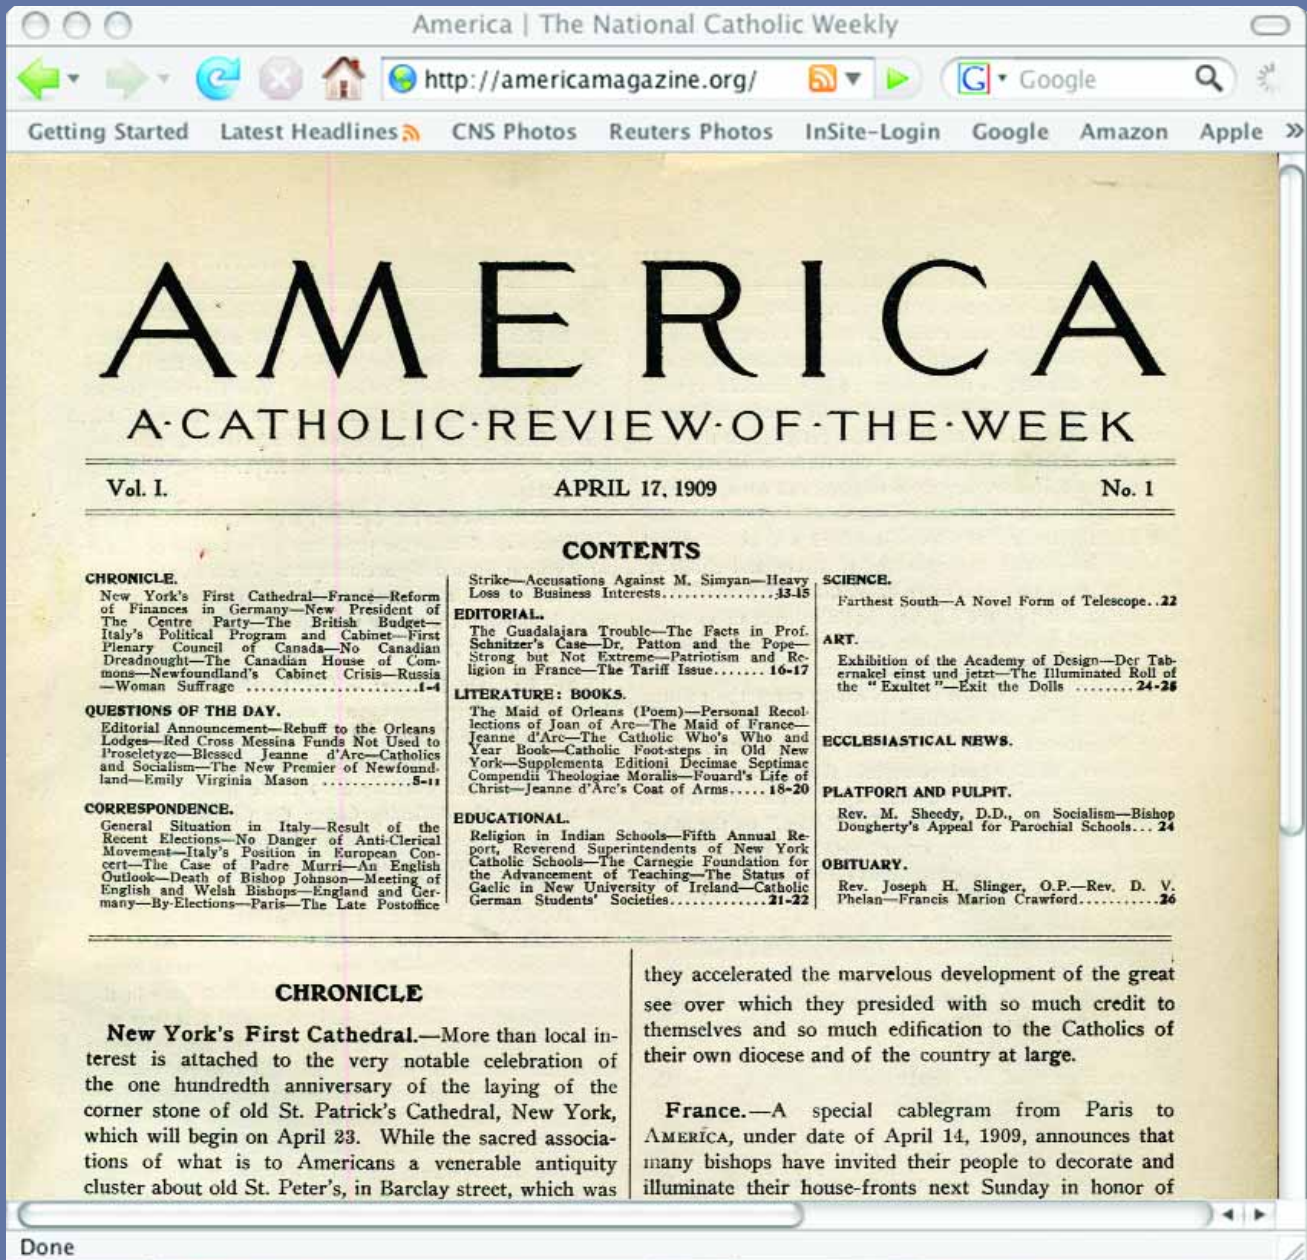 America | The National Catholic Weekly
http://americamagazine.org/
Google
Getting Started Latest Headlines CNS Photos Reuters Photos InSite-Login Google Amazon Apple »
AMERICA
A·CATHOLIC·REVIEW·OF·THE·WEEK
Vol. I. APRIL 17, 1909 No. 1
CONTENTS
CHRONICLE.
New York's First Cathedral—France—Reform
of Finances in Germany—New President of
The Centre Party—The British Budget—
Italy's Political Program and Cabinet—First
Plenary Council of Canada—No Canadian
Dreadnought—The Canadian House of Com-
mons—Newfoundland's Cabinet Crisis—Russia
—Woman Suffrage ........................1-4
QUESTIONS OF THE DAY.
Editorial Announcement—Rebuff to the Orleans
Lodges—Red Cross Messina Funds Not Used to
Proseletyze—Blessed Jeanne d'Arc—Catholics
and Socialism—The New Premier of Newfound-
land—Emily Virginia Mason ............5-11
CORRESPONDENCE.
General Situation in Italy—Result of the
Recent Elections—No Danger of Anti-Clerical
Movement—Italy's Position in European Con-
cert—The Case of Padre Murri—An English
Outlook—Death of Bishop Johnson—Meeting of
English and Welsh Bishops—England and Ger-
many—By-Elections—Paris—The Late Postoffice
Strike—Accusations Against M. Simyan—Heavy
Loss to Business Interests...............13-15
EDITORIAL.
The Guadalajara Trouble—The Facts in Prof.
Schnitzer's Case—Dr. Patton and the Pope—
Strong but Not Extreme—Patriotism and Re-
ligion in France—The Tariff Issue....... 16-17
LITERATURE: BOOKS.
The Maid of Orleans (Poem)—Personal Recol-
lections of Joan of Arc—The Maid of France—
Jeanne d'Arc—The Catholic Who's Who and
Year Book—Catholic Foot-steps in Old New
York—Supplementa Editioni Decimae Septimae
Compendii Theologiae Moralis—Fouard's Life of
Christ—Jeanne d'Arc's Coat of Arms..... 18-20
EDUCATIONAL.
Religion in Indian Schools—Fifth Annual Re-
port, Reverend Superintendents of New York
Catholic Schools—The Carnegie Foundation for
the Advancement of Teaching—The Status of
Gaelic in New University of Ireland—Catholic
German Students' Societies..............21-22
SCIENCE.
Farthest South—A Novel Form of Telescope..22
ART.
Exhibition of the Academy of Design—Der Tab-
ernakel einst und jetzt—The Illuminated Roll of
the "Exultet"—Exit the Dolls ........24-25
ECCLESIASTICAL NEWS.
PLATFORM AND PULPIT.
Rev. M. Sheedy, D.D., on Socialism—Bishop
Dougherty's Appeal for Parochial Schools... 24
OBITUARY.
Rev. Joseph H. Slinger, O.P.—Rev. D. V.
Phelan—Francis Marion Crawford...........26
CHRONICLE
New York's First Cathedral.—More than local in-
terest is attached to the very notable celebration of
the one hundredth anniversary of the laying of the
corner stone of old St. Patrick's Cathedral, New York,
which will begin on April 23. While the sacred associa-
tions of what is to Americans a venerable antiquity
cluster about old St. Peter's, in Barclay street, which was
they accelerated the marvelous development of the great
see over which they presided with so much credit to
themselves and so much edification to the Catholics of
their own diocese and of the country at large.
France.—A special cablegram from Paris to
AMERICA, under date of April 14, 1909, announces that
many bishops have invited their people to decorate and
illuminate their house-fronts next Sunday in honor of
Done